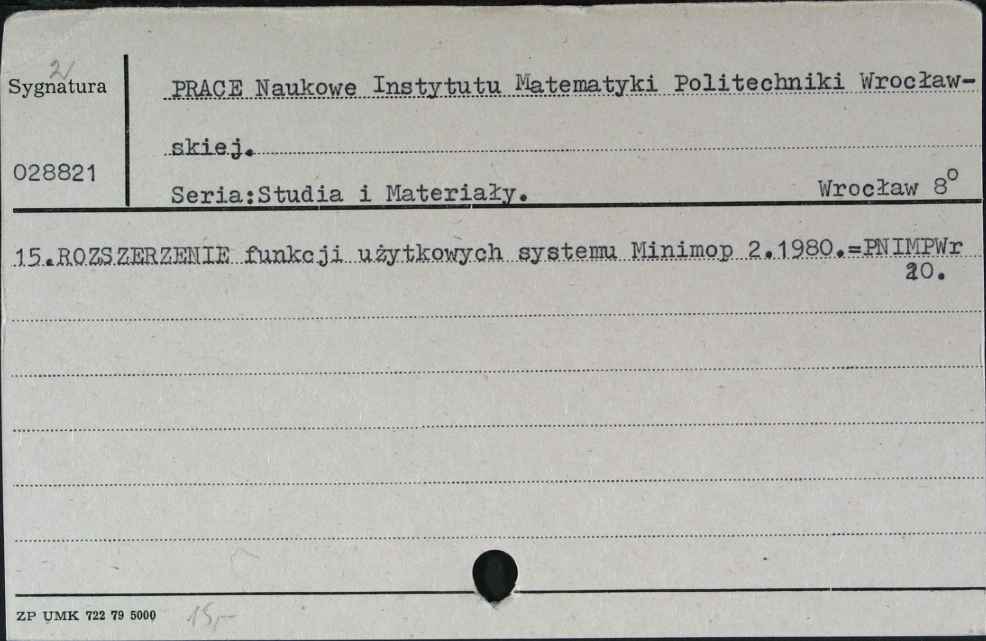 2/
Sygnatura
PRACE Naukowe Instytutu Matematyki Politechniki Wrocław-
skiej.
028821
Seria:Studia i Materiały. Wrocław 8°
15.ROZSZERZENIE funkcji użytkowych systemu Minimop 2.1980.=PNIMPWr
20.
ZP UMK 722 79 5000 15,-